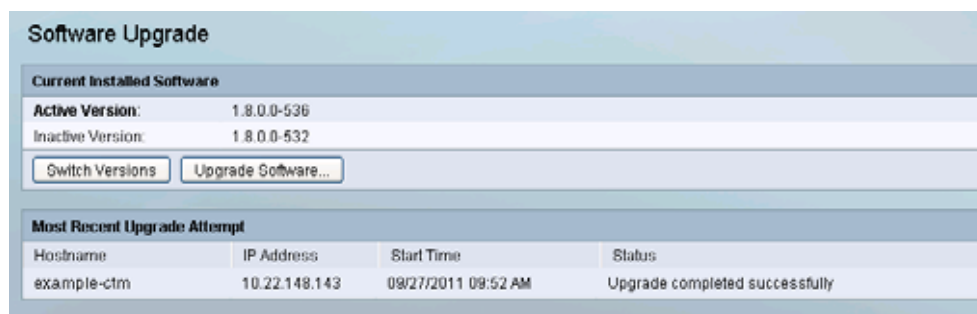 Software Upgrade
Current Installed Software
Active Version: 1.8.0.0-536
Inactive Version: 1.8.0.0-532
Switch Versions Upgrade Software...
Most Recent Upgrade Attempt
Hostname IP Address Start Time Status
example-ctm 10.22.148.143 09/27/2011 09:52 AM Upgrade completed successfully